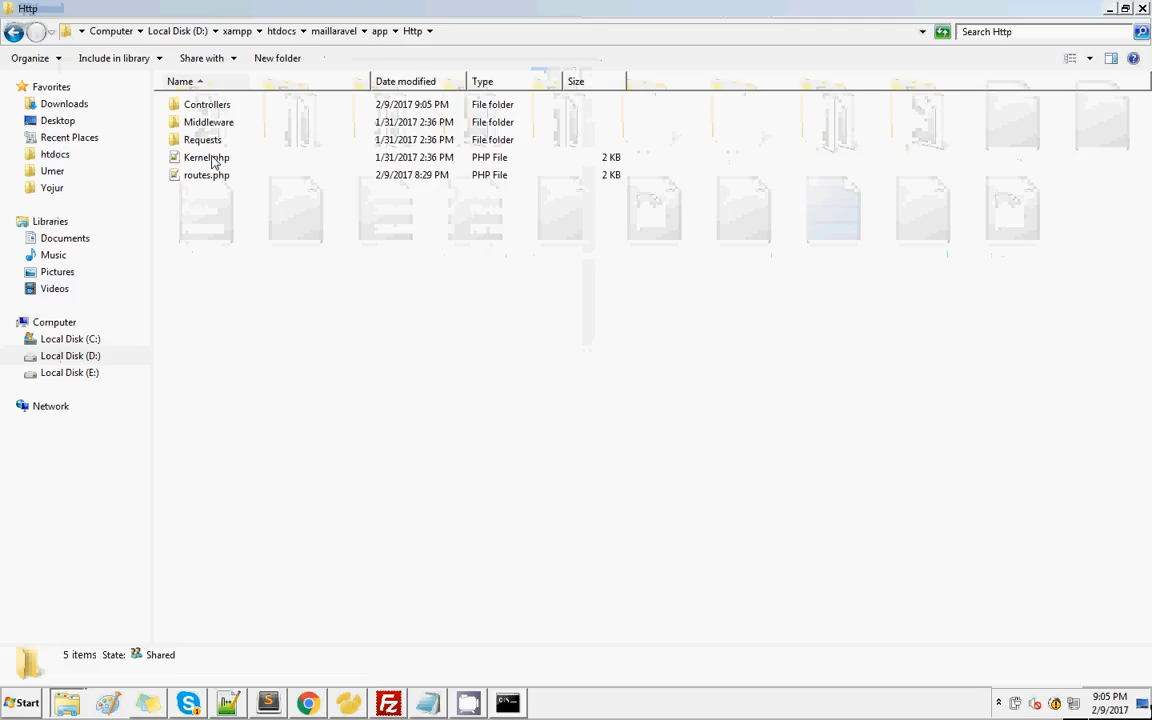 Http
Computer Local Disk (D:) xampp htdocs maillaravel app Http
Search Http
Organize Include in library Share with New folder
Name Date modified Type Size
Favorites
Downloads
Desktop
Recent Places
htdocs
Umer
Yojur
Libraries
Documents
Music
Pictures
Videos
Computer
Local Disk (C:)
Local Disk (D:)
Local Disk (E:)
Network
Controllers 2/9/2017 9:05 PM File folder
Middleware 1/31/2017 2:36 PM File folder
Requests 1/31/2017 2:36 PM File folder
Kernel.php 1/31/2017 2:36 PM PHP File 2 KB
routes.php 2/9/2017 8:29 PM PHP File 2 KB
5 items State: Shared
Start
9:05 PM
2/9/2017